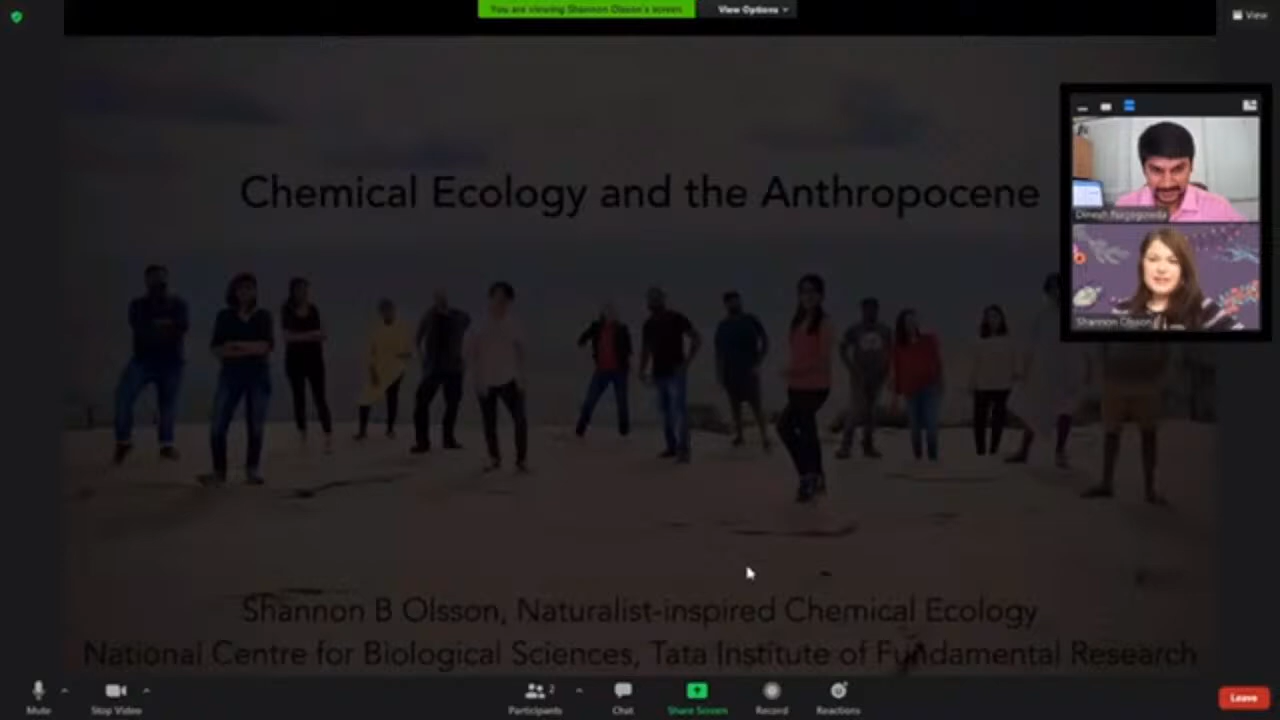 You are viewing Shannon Olsson's screen
View Options
View
Chemical Ecology and the Anthropocene
Shannon Olsson
Shannon B Olsson, Naturalist-inspired Chemical Ecology
National Centre for Biological Sciences, Tata Institute of Fundamental Research
Mute
Stop Video
Participants
2
Chat
Share Screen
Record
Reactions
Leave